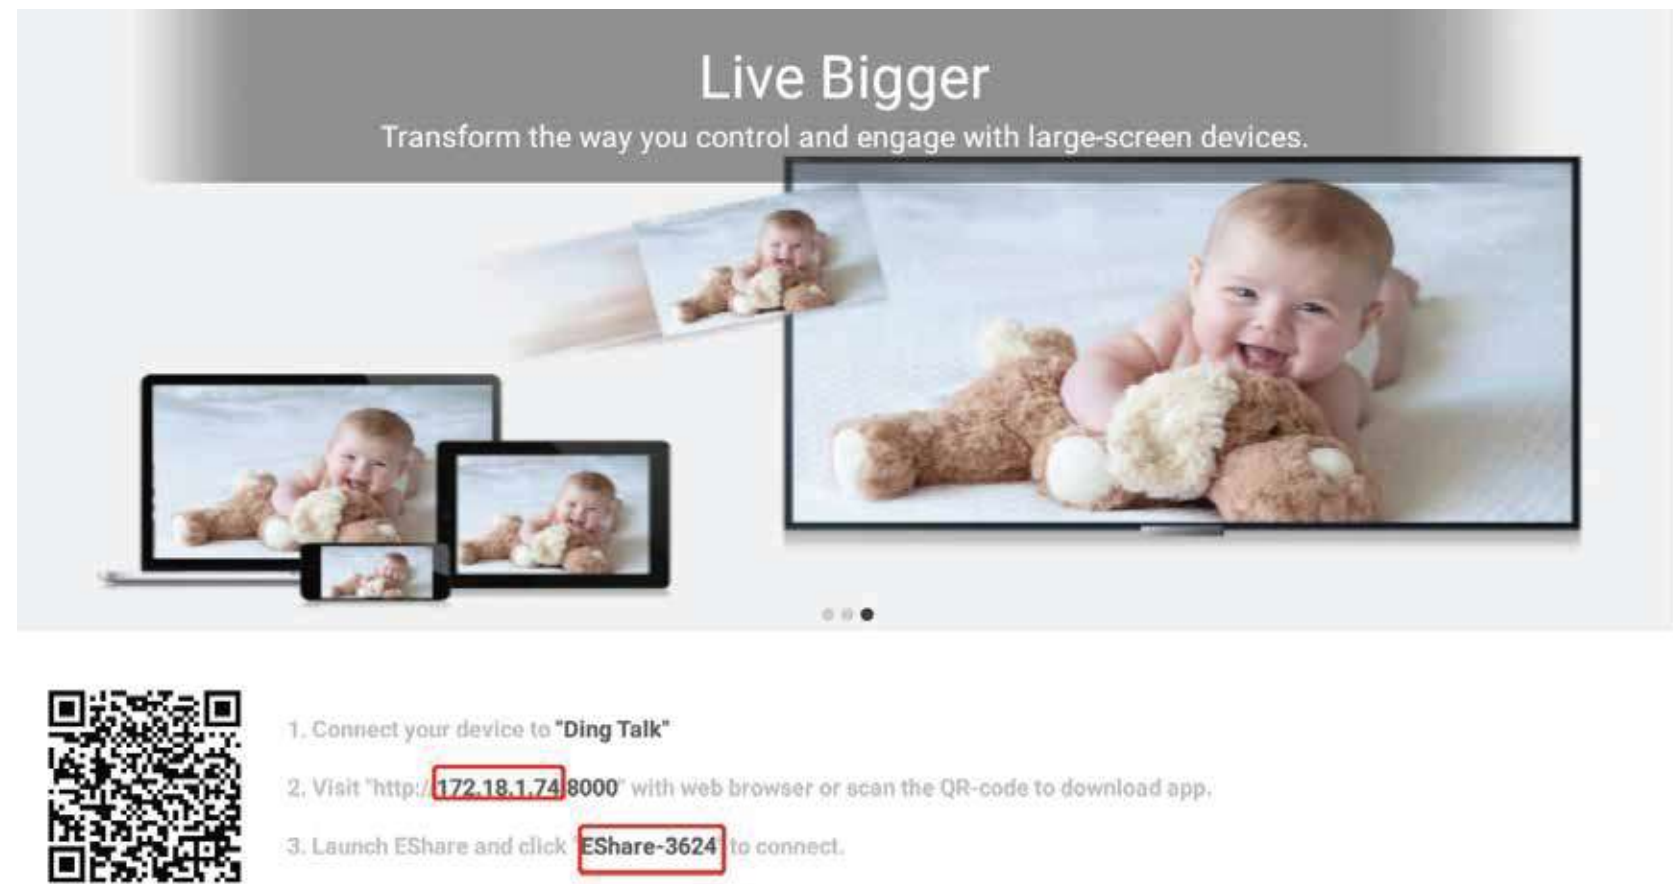 Live Bigger
Transform the way you control and engage with large-screen devices.
1. Connect your device to "Ding Talk"
2. Visit "http://172.18.1.74:8000" with web browser or scan the QR-code to download app.
3. Launch EShare and click "EShare-3624" to connect.